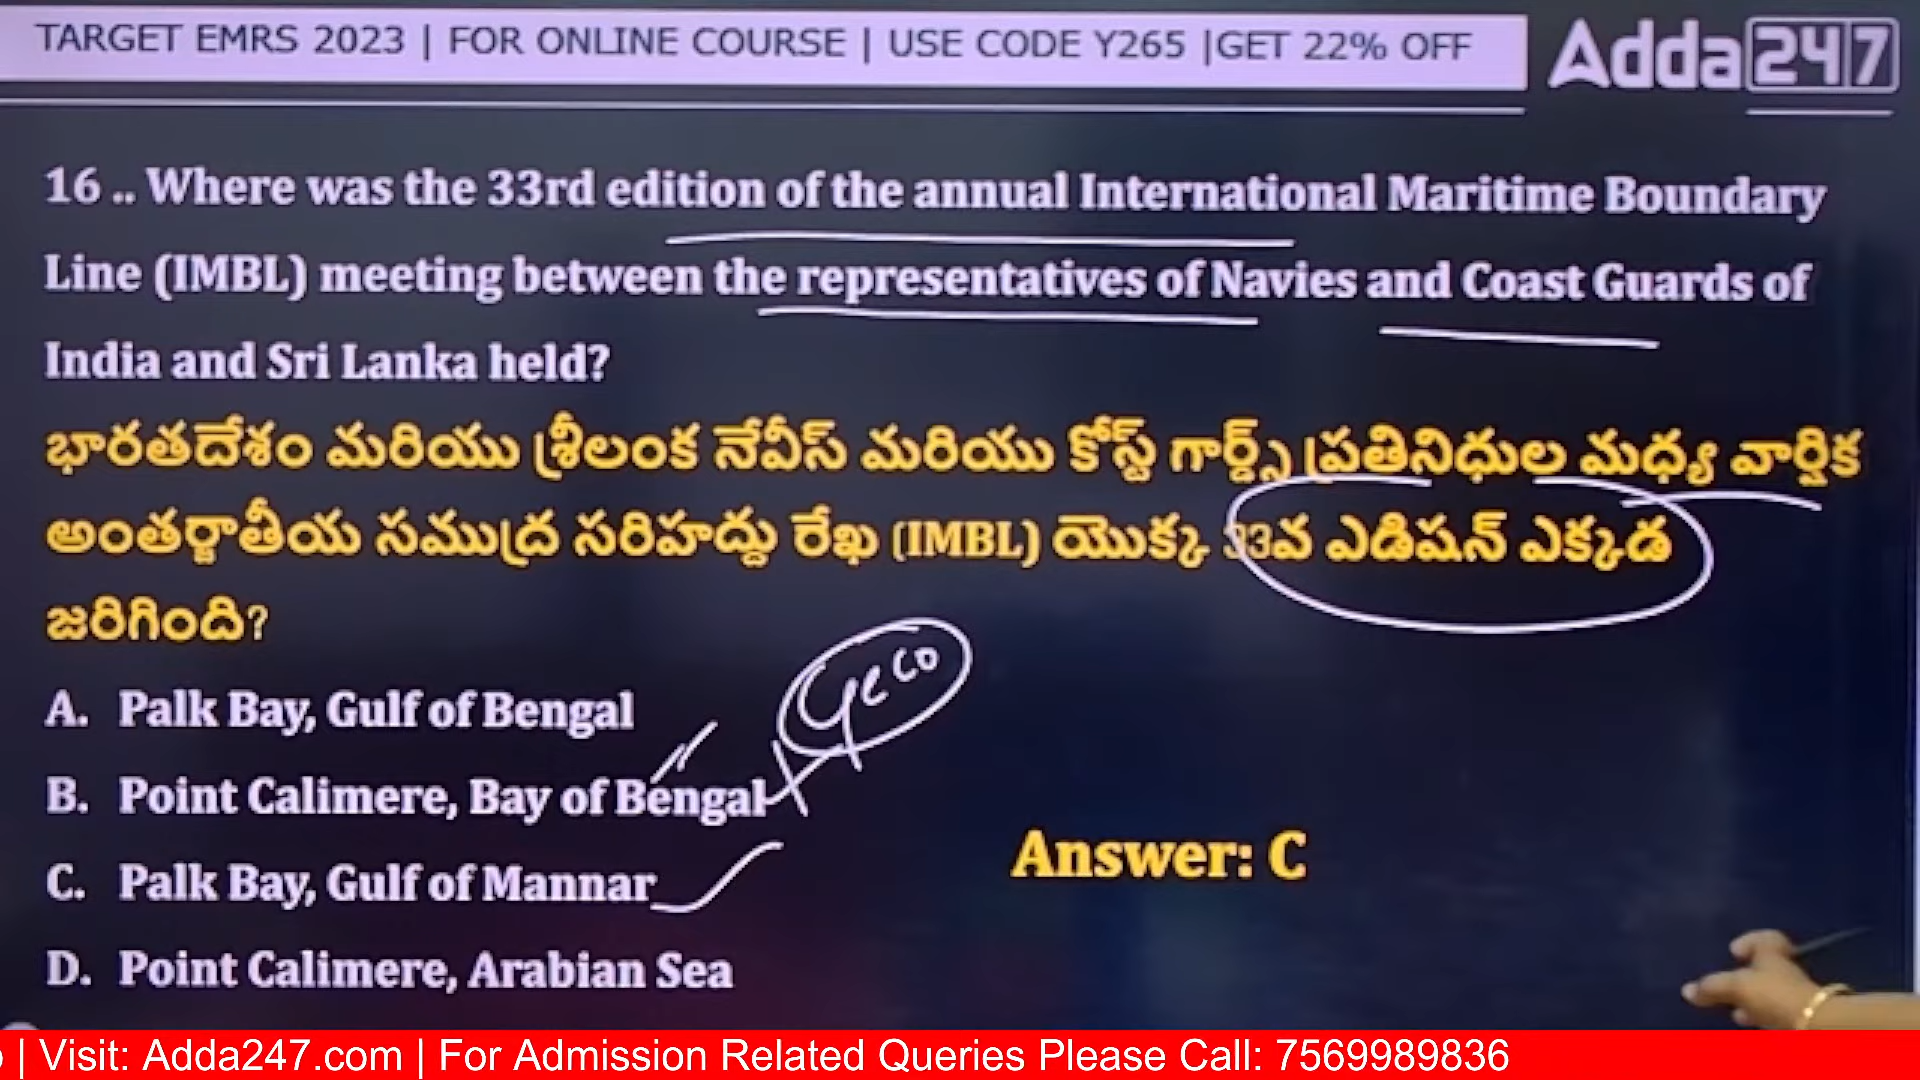 TARGET EMRS 2023 | FOR ONLINE COURSE | USE CODE Y265 |GET 22% OFF
Adda247
16 .. Where was the 33rd edition of the annual International Maritime Boundary
Line (IMBL) meeting between the representatives of Navies and Coast Guards of
India and Sri Lanka held?
భారతదేశం మరియు శ్రీలంక నేవీస్ మరియు కోస్ట్ గార్డ్స్ ప్రతినిధుల మధ్య వార్షిక
అంతర్జాతీయ సముద్ర సరిహద్దు రేఖ (IMBL) యొక్క 33వ ఎడిషన్ ఎక్కడ
జరిగింది?
A. Palk Bay, Gulf of Bengal
B. Point Calimere, Bay of Bengal
C. Palk Bay, Gulf of Mannar
D. Point Calimere, Arabian Sea
Answer: C
| Visit: Adda247.com | For Admission Related Queries Please Call: 7569989836